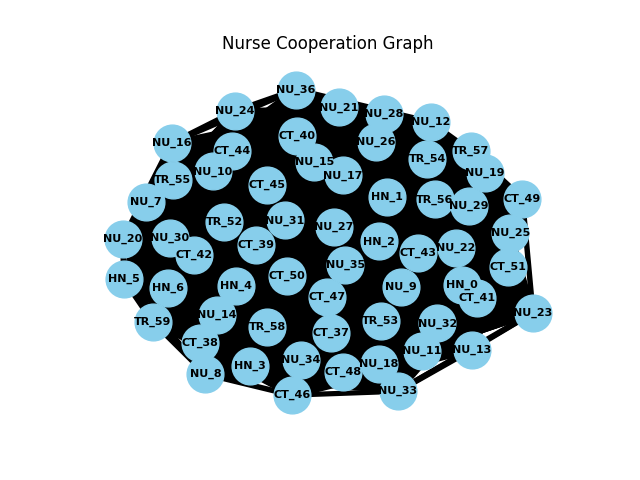 Nurse Cooperation Graph
NU_36
NU_24
NU_21
NU_28
NU_12
NU_16
CT_40
NU_26
CT_44
NU_15
TR_54
TR_57
NU_10
NU_17
NU_19
TR_55
CT_45
NU_7
HN_1
TR_56
NU_29
CT_49
TR_52
NU_31
NU_27
NU_25
NU_20
NU_30
CT_39
HN_2
NU_22
CT_42
CT_43
NU_35
CT_51
HN_5
HN_6
HN_4
CT_50
NU_9
HN_0
CT_41
CT_47
NU_14
NU_23
TR_59
TR_58
CT_37
TR_53
NU_32
CT_38
NU_34
NU_11
NU_13
NU_8
HN_3
CT_48
NU_18
CT_46
NU_33